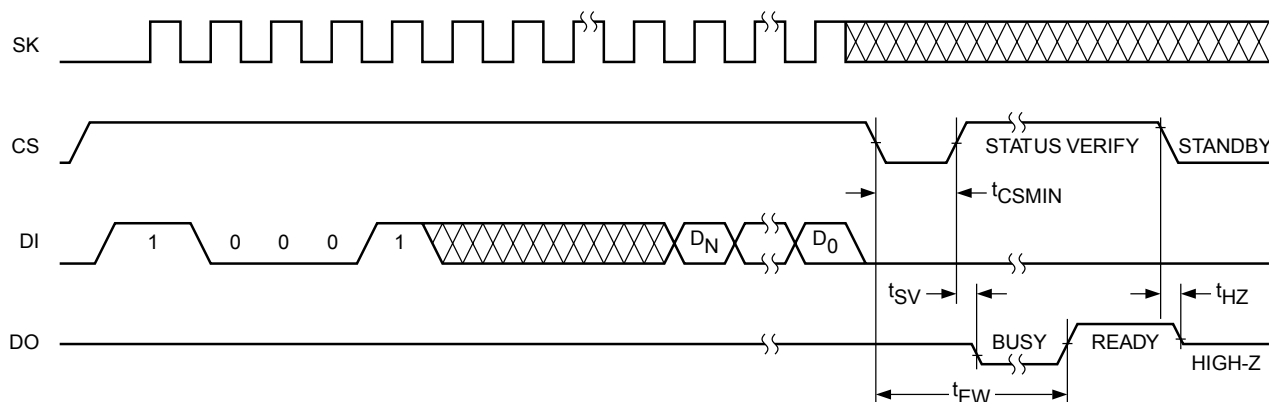 SK
CS
STATUS VERIFY
STANDBY
tCSMIN
DI
1 0 0 0 1
DN
D0
tSV
tHZ
DO
BUSY
READY
HIGH-Z
tEW